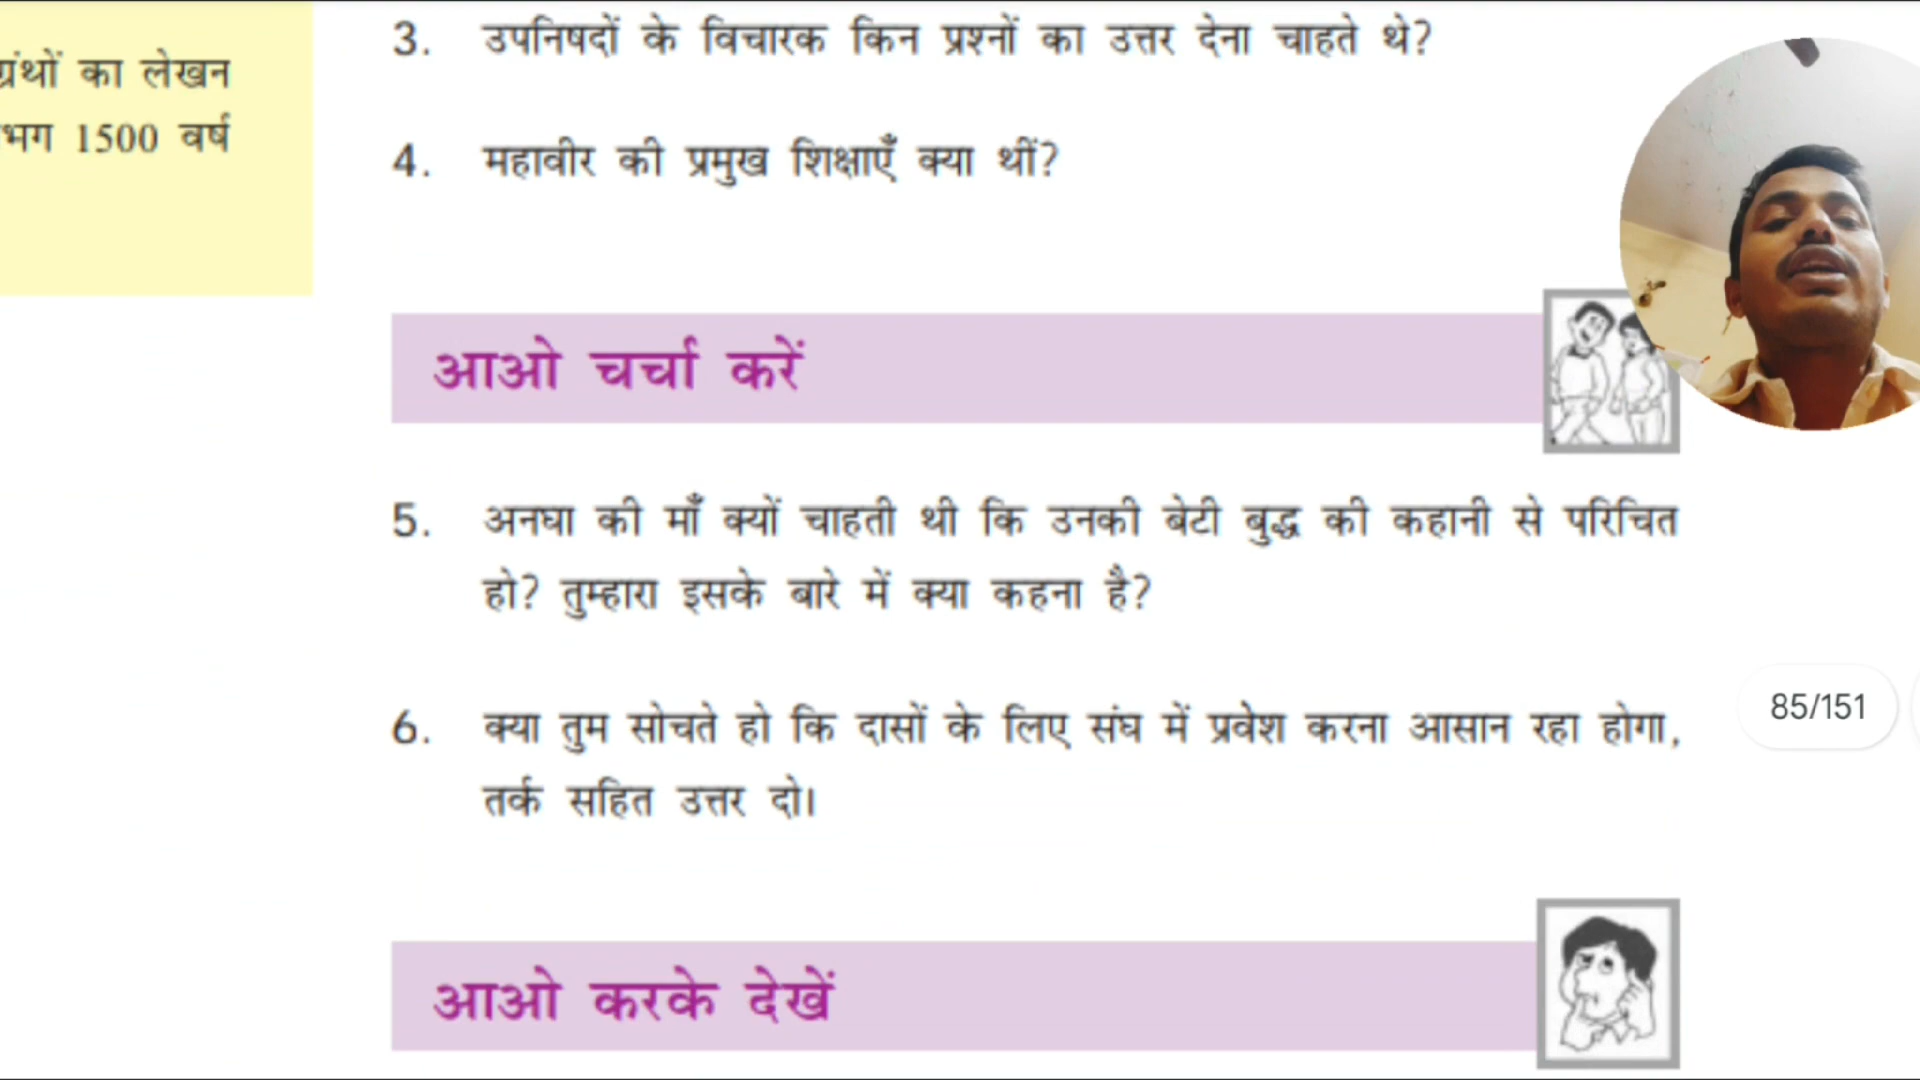 3. उपनिषदों के विचारक किन प्रश्नों का उत्तर देना चाहते थे?
का लेखन
1500 वर्ष
4. महावीर की प्रमुख शिक्षाएँ क्या थीं?
आओ चर्चा करें
5. अनघा की माँ क्यों चाहती थी कि उनकी बेटी बुद्ध की कहानी से परिचित
हो? तुम्हारा इसके बारे में क्या कहना है?
6. क्या तुम सोचते हो कि दासों के लिए संघ में प्रवेश करना आसान रहा होगा,
तर्क सहित उत्तर दो।
85/151
आओ करके देखें